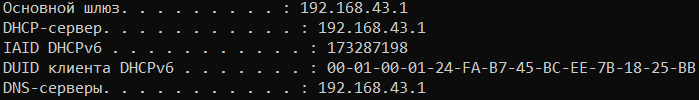 Основной шлюз. . . . . . . . . : 192.168.43.1
DHCP-сервер. . . . . . . . . . . : 192.168.43.1
IAID DHCPv6 . . . . . . . . . . . : 173287198
DUID клиента DHCPv6 . . . . . . . : 00-01-00-01-24-FA-B7-45-BC-EE-7B-18-25-BB
DNS-серверы. . . . . . . . . . . : 192.168.43.1